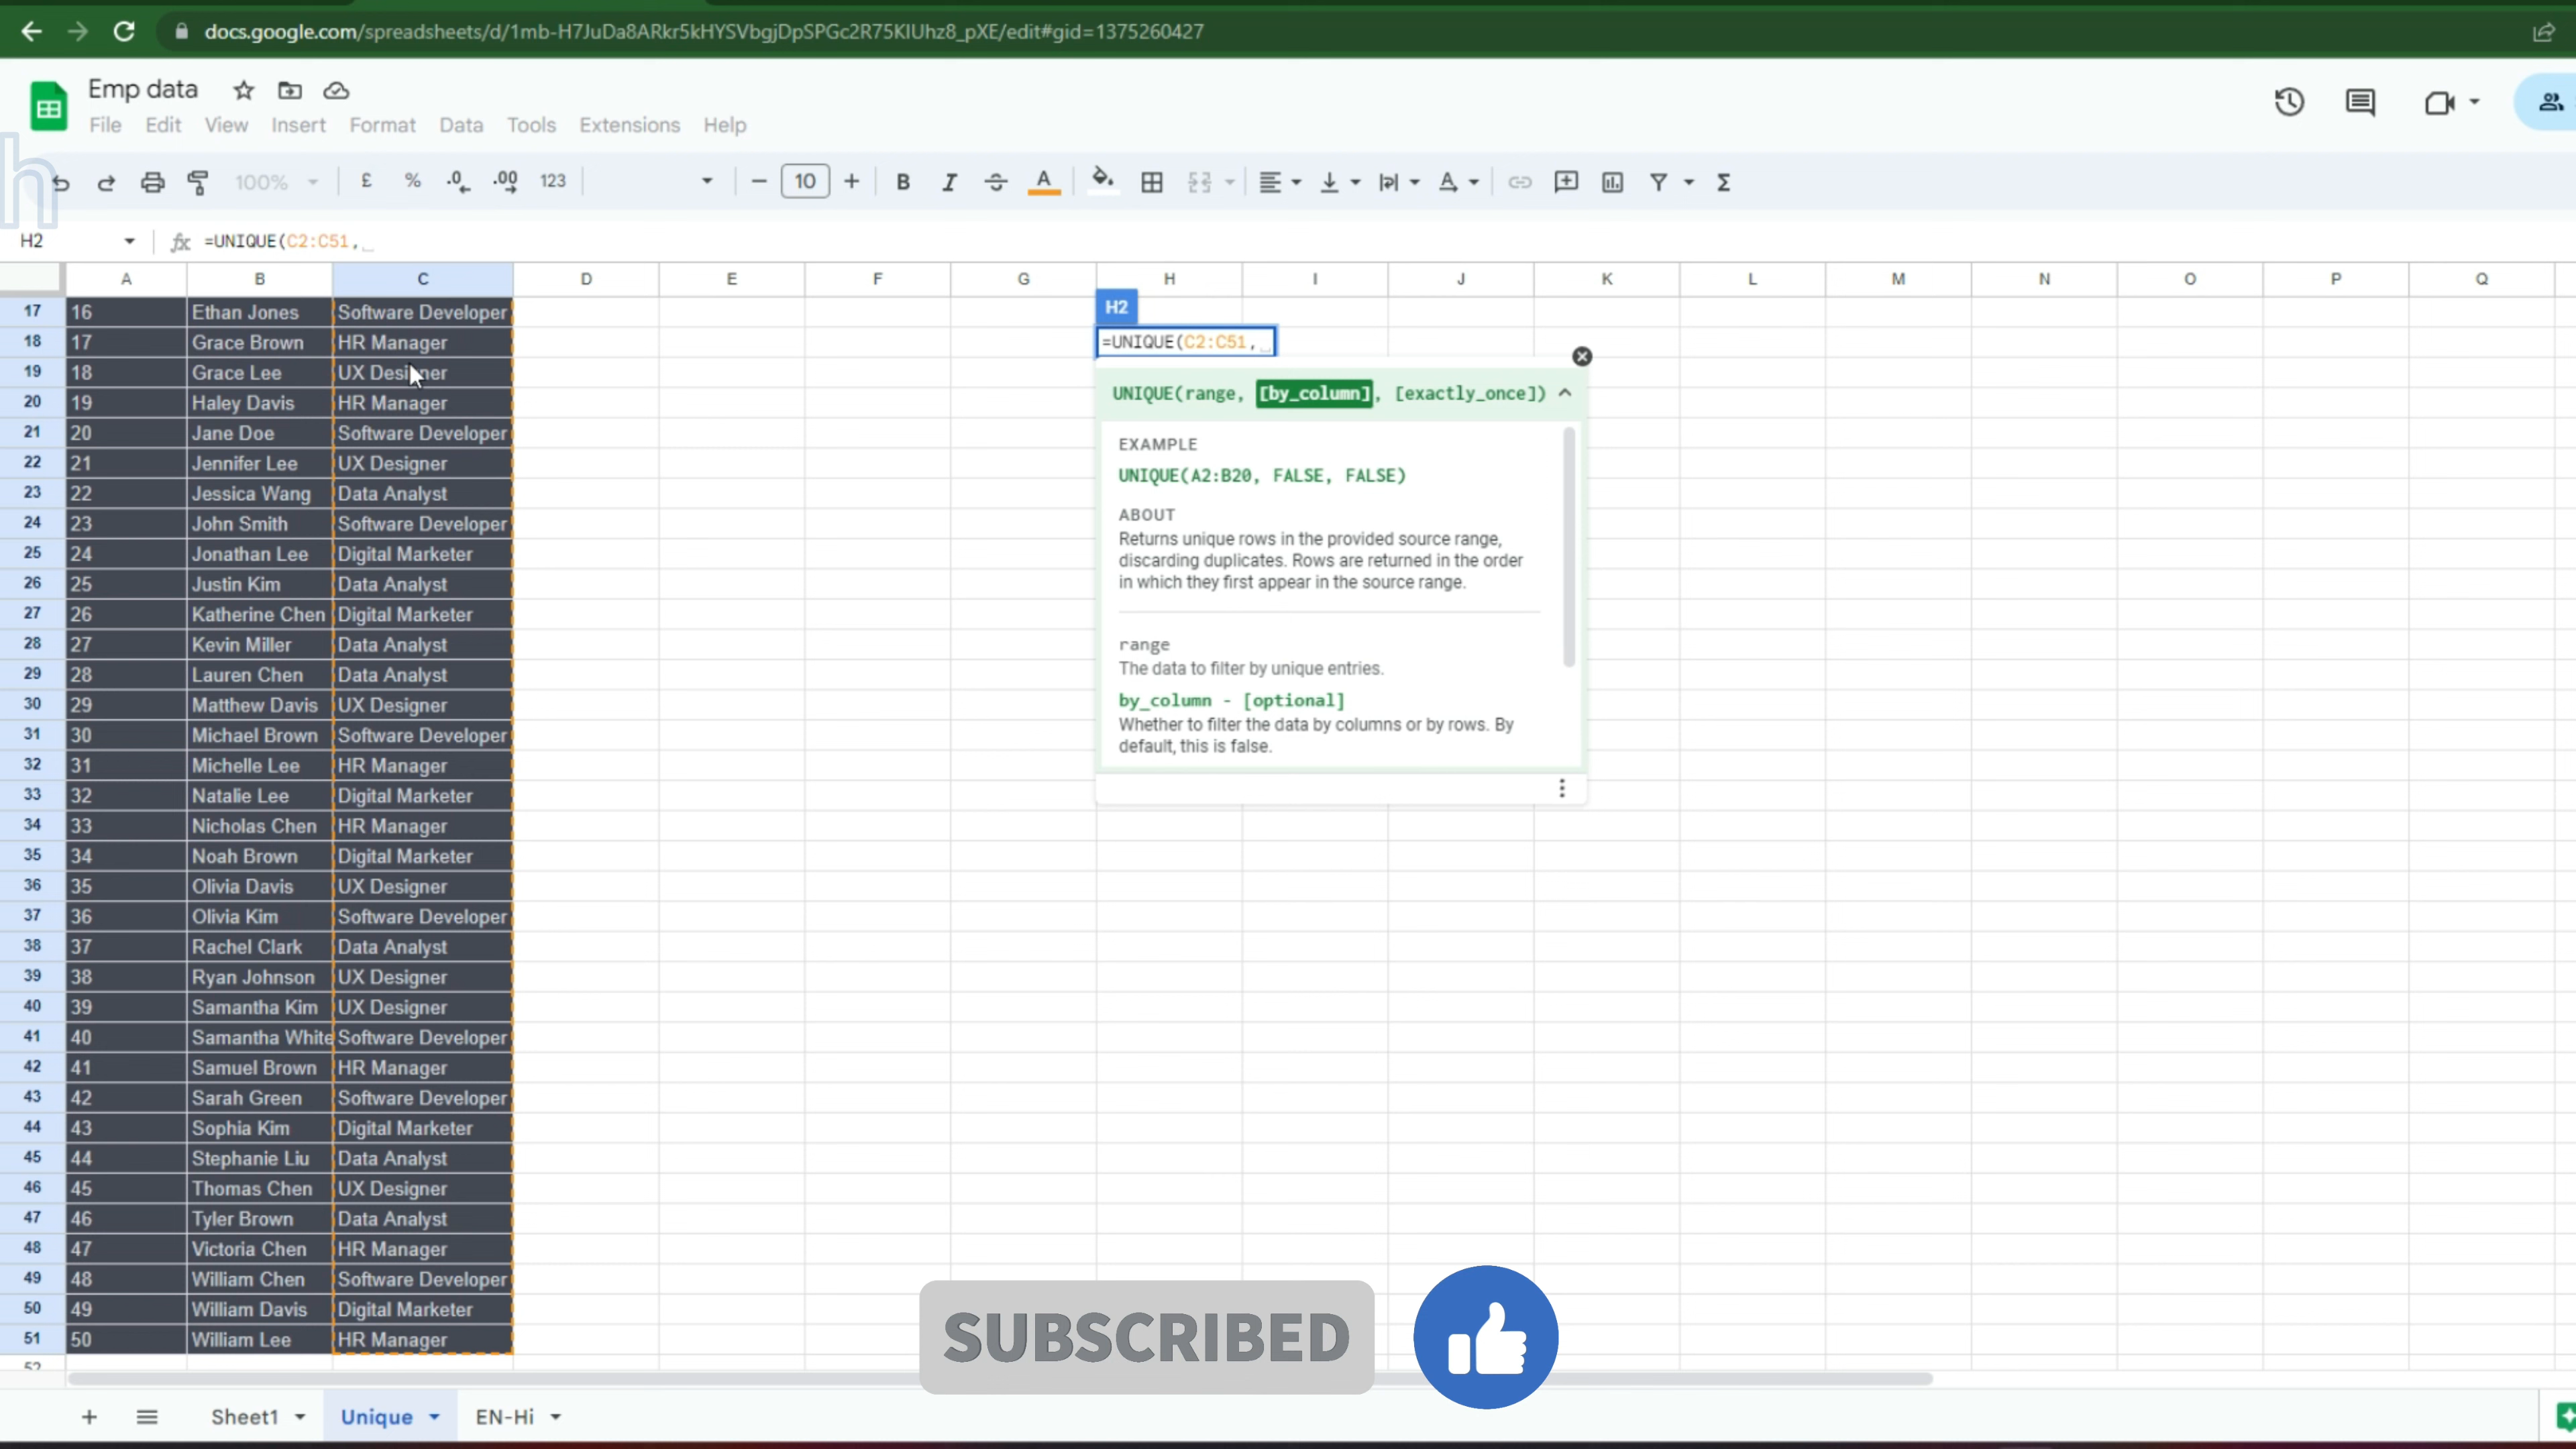 docs.google.com/spreadsheets/d/1mb-H7JuDa8ARkr5kHYSVbgjDpSPGc2R75KIUhz8_pXE/edit#gid=1375260427
Emp data
File Edit View Insert Format Data Tools Extensions Help
h
100% £ % .0 .00 123 10 B I A A Σ
H2 fx =UNIQUE(C2:C51,
A B C D E F G H I J K L M N O P Q
17 16 Ethan Jones Software Developer
H2
18 17 Grace Brown HR Manager
=UNIQUE(C2:C51,
19 18 Grace Lee UX Designer
20 19 Haley Davis HR Manager
21 20 Jane Doe Software Developer
22 21 Jennifer Lee UX Designer
23 22 Jessica Wang Data Analyst
24 23 John Smith Software Developer
25 24 Jonathan Lee Digital Marketer
26 25 Justin Kim Data Analyst
27 26 Katherine Chen Digital Marketer
28 27 Kevin Miller Data Analyst
29 28 Lauren Chen Data Analyst
30 29 Matthew Davis UX Designer
31 30 Michael Brown Software Developer
32 31 Michelle Lee HR Manager
33 32 Natalie Lee Digital Marketer
34 33 Nicholas Chen HR Manager
35 34 Noah Brown Digital Marketer
36 35 Olivia Davis UX Designer
37 36 Olivia Kim Software Developer
38 37 Rachel Clark Data Analyst
39 38 Ryan Johnson UX Designer
40 39 Samantha Kim UX Designer
41 40 Samantha White Software Developer
42 41 Samuel Brown HR Manager
43 42 Sarah Green Software Developer
44 43 Sophia Kim Digital Marketer
45 44 Stephanie Liu Data Analyst
46 45 Thomas Chen UX Designer
47 46 Tyler Brown Data Analyst
48 47 Victoria Chen HR Manager
49 48 William Chen Software Developer
50 49 William Davis Digital Marketer
51 50 William Lee HR Manager
52
UNIQUE(range, [by_column], [exactly_once])
EXAMPLE
UNIQUE(A2:B20, FALSE, FALSE)
ABOUT
Returns unique rows in the provided source range,
discarding duplicates. Rows are returned in the order
in which they first appear in the source range.
range
The data to filter by unique entries.
by_column - [optional]
Whether to filter the data by columns or by rows. By
default, this is false.
SUBSCRIBED
Sheet1 Unique EN-Hi